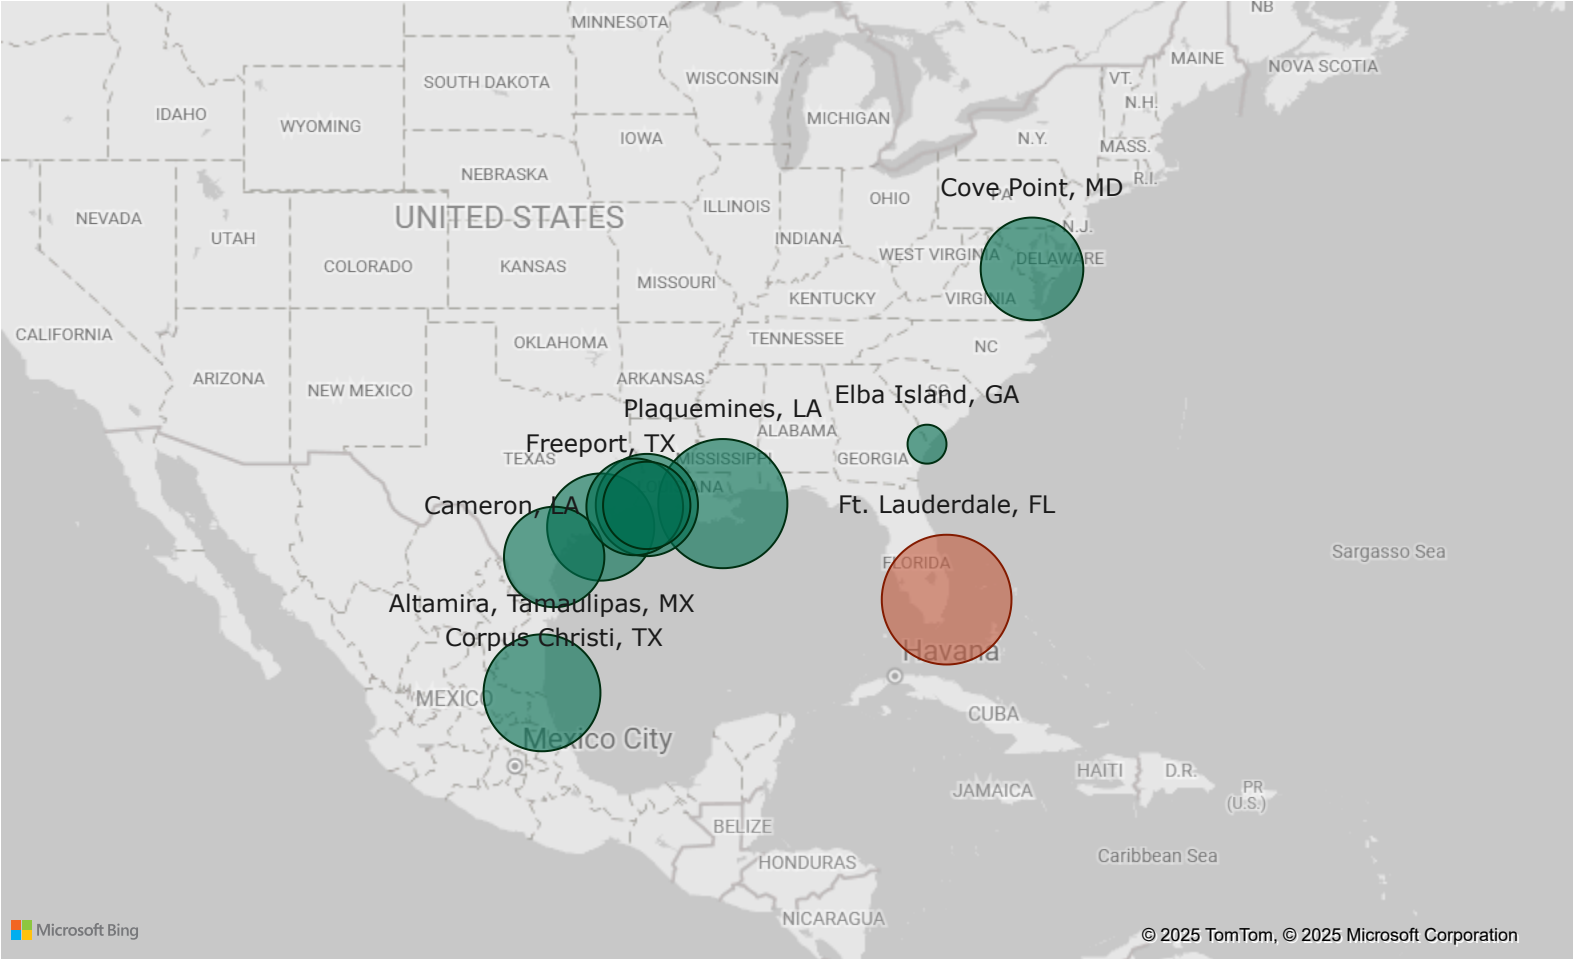 NB
MINNESOTA
MAINE
NOVA SCOTIA
WISCONSIN
VT.
SOUTH DAKOTA
N.H.
IDAHO
WYOMING
MICHIGAN
IOWA
N.Y.
MASS.
NEBRASKA
R.I.
Cove Point, MD
PA
OHIO
ILLINOIS
NEVADA
UNITED STATES
N.J.
UTAH
INDIANA
WEST VIRGINIA
DELAWARE
COLORADO
KANSAS
MISSOURI
KENTUCKY
VIRGINIA
CALIFORNIA
OKLAHOMA
TENNESSEE
NC
ARIZONA
NEW MEXICO
ARKANSAS
SC
Elba Island, GA
Plaquemines, LA
ALABAMA
Freeport, TX
TEXAS
MISSISSIPPI
GEORGIA
LOUISIANA
Cameron, LA
Ft. Lauderdale, FL
Sargasso Sea
FLORIDA
Altamira, Tamaulipas, MX
Corpus Christi, TX
Havana
MEXICO
CUBA
Mexico City
HAITI
D.R.
JAMAICA
PR
(U.S.)
BELIZE
Caribbean Sea
HONDURAS
NICARAGUA
Microsoft Bing
© 2025 TomTom, © 2025 Microsoft Corporation